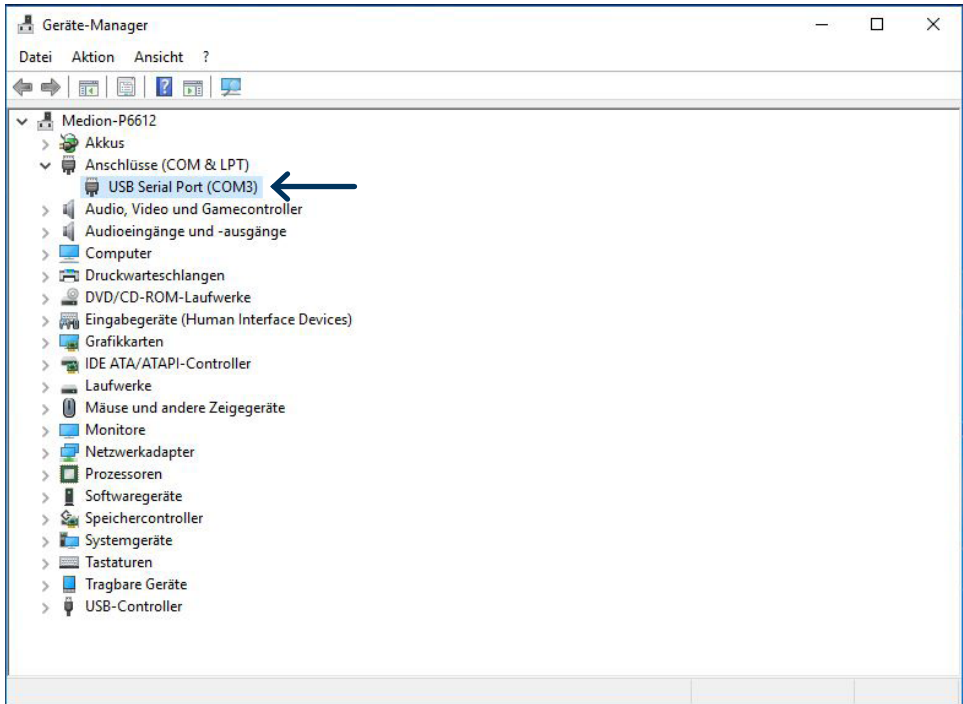 Geräte-Manager
Datei Aktion Ansicht ?
Medion-P6612
Akkus
Anschlüsse (COM & LPT)
USB Serial Port (COM3)
Audio, Video und Gamecontroller
Audioeingänge und -ausgänge
Computer
Druckwarteschlangen
DVD/CD-ROM-Laufwerke
Eingabegeräte (Human Interface Devices)
Grafikkarten
IDE ATA/ATAPI-Controller
Laufwerke
Mäuse und andere Zeigegeräte
Monitore
Netzwerkadapter
Prozessoren
Softwaregeräte
Speichercontroller
Systemgeräte
Tastaturen
Tragbare Geräte
USB-Controller